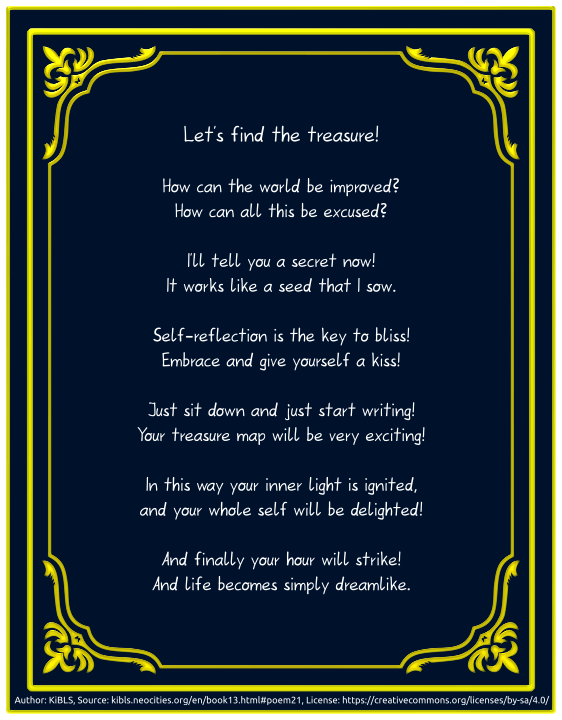 Let's find the treasure!
How can the world be improved?
How can all this be excused?
I'll tell you a secret now!
It works like a seed that I sow.
Self-reflection is the key to bliss!
Embrace and give yourself a kiss!
Just sit down and just start writing!
Your treasure map will be very exciting!
In this way your inner light is ignited,
and your whole self will be delighted!
And finally your hour will strike!
And life becomes simply dreamlike.
Author: KiBLS, Source: kibls.neocities.org/en/book13.html#poem21, License: https://creativecommons.org/licenses/by-sa/4.0/